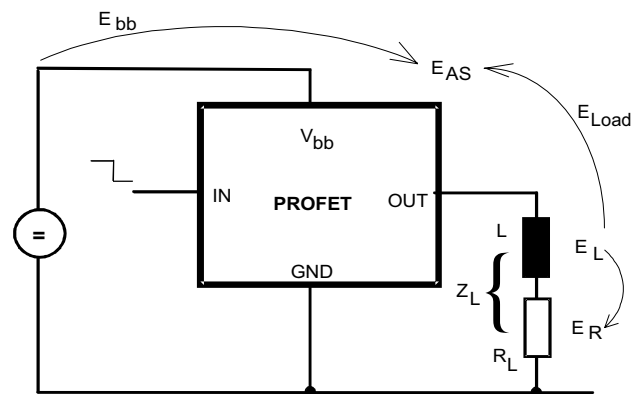 E bb
E AS
E Load
V bb
IN
PROFET
OUT
=
L
E L
GND
Z L
{
E R
R L